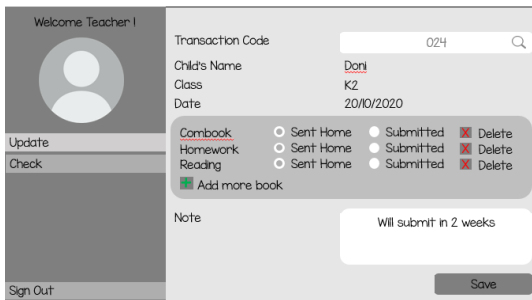 Welcome Teacher !
Update
Check
Sign Out
Transaction Code 024
Child's Name Doni
Class K2
Date 20/10/2020
Combook Sent Home Submitted X Delete
Homework Sent Home Submitted X Delete
Reading Sent Home Submitted X Delete
+ Add more book
Note Will submit in 2 weeks
Save